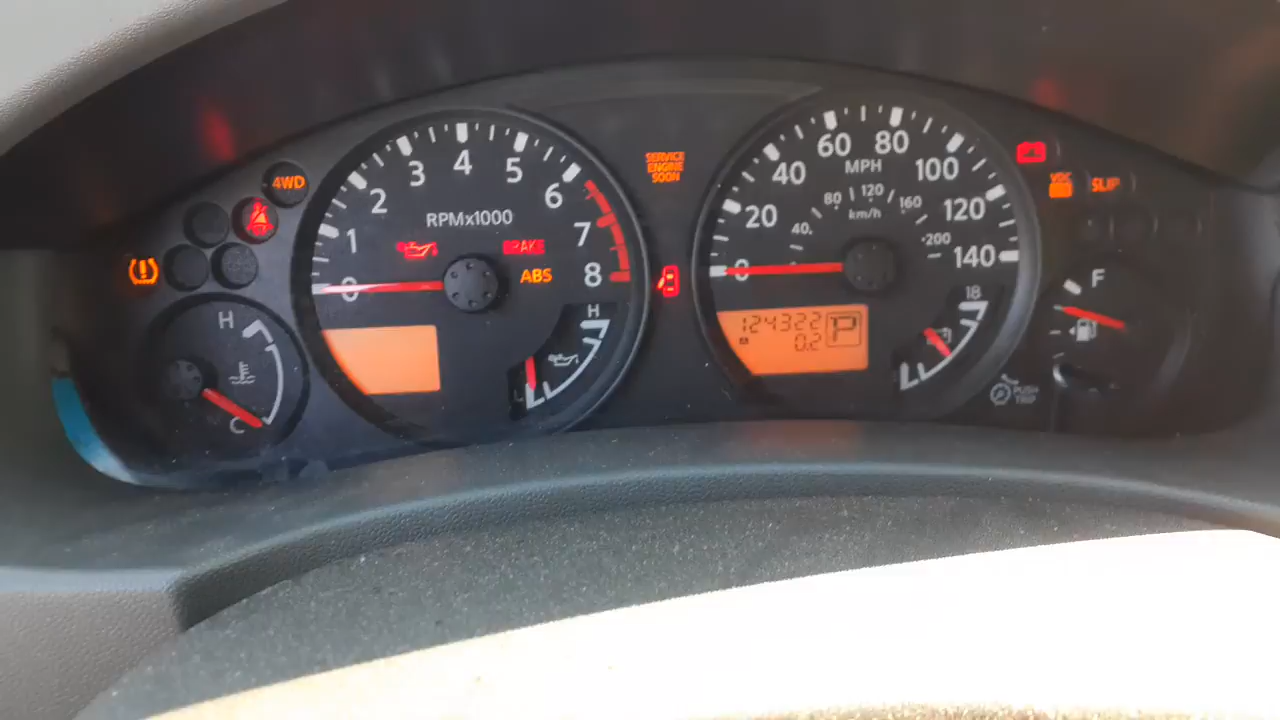 4WD
H
C
0
1
2
3
4
5
6
7
8
RPMx1000
BRAKE
ABS
H
L
SERVICE
ENGINE
SOON
0
20
40
60
80
100
120
140
MPH
40
80
120
160
200
km/h
124322
A 0.2
P
18
PUSH
TRIP
VDC
SLIP
F